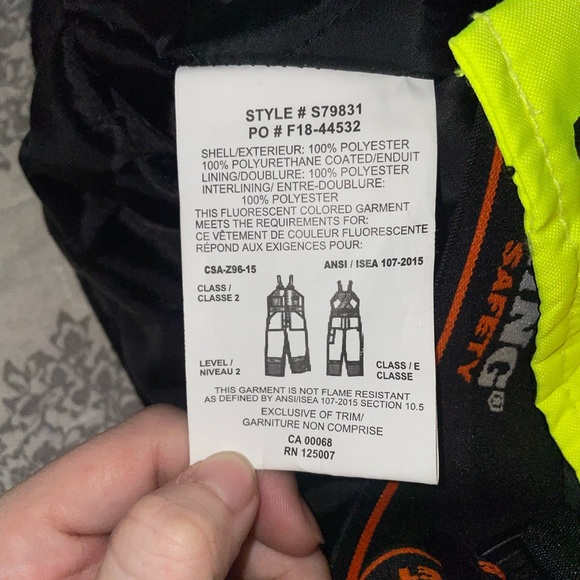 STYLE # S79831
PO # F18-44532
SHELL/EXTERIEUR: 100% POLYESTER
100% POLYURETHANE COATED/ENDUIT
LINING/DOUBLURE: 100% POLYESTER
INTERLINING/ ENTRE-DOUBLURE:
100% POLYESTER
THIS FLUORESCENT COLORED GARMENT
MEETS THE REQUIREMENTS FOR:
CE VÊTEMENT DE COULEUR FLUORESCENTE
RÉPOND AUX EXIGENCES POUR:
CSA-Z96-15 ANSI / ISEA 107-2015
CLASS /
CLASSE 2
LEVEL /
NIVEAU 2
CLASS / E
CLASSE
THIS GARMENT IS NOT FLAME RESISTANT
AS DEFINED BY ANSI/ISEA 107-2015 SECTION 10.5
EXCLUSIVE OF TRIM/
GARNITURE NON COMPRISE
CA 00068
RN 125007
ING®
SAFETY